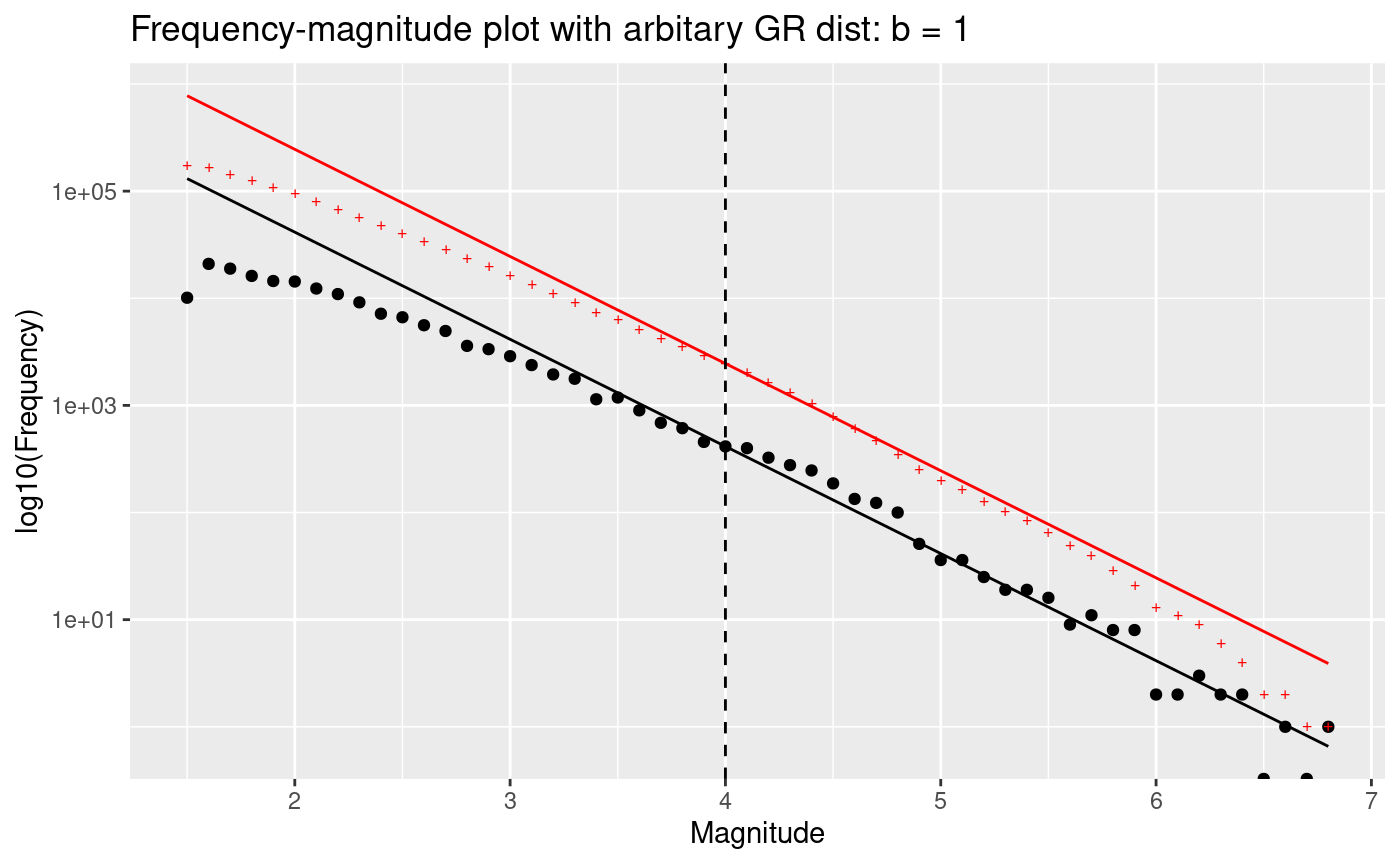 Frequency-magnitude plot with arbitary GR dist: b = 1
log10(Frequency)
1e+05
1e+03
1e+01
2 3 4 5 6 7
Magnitude